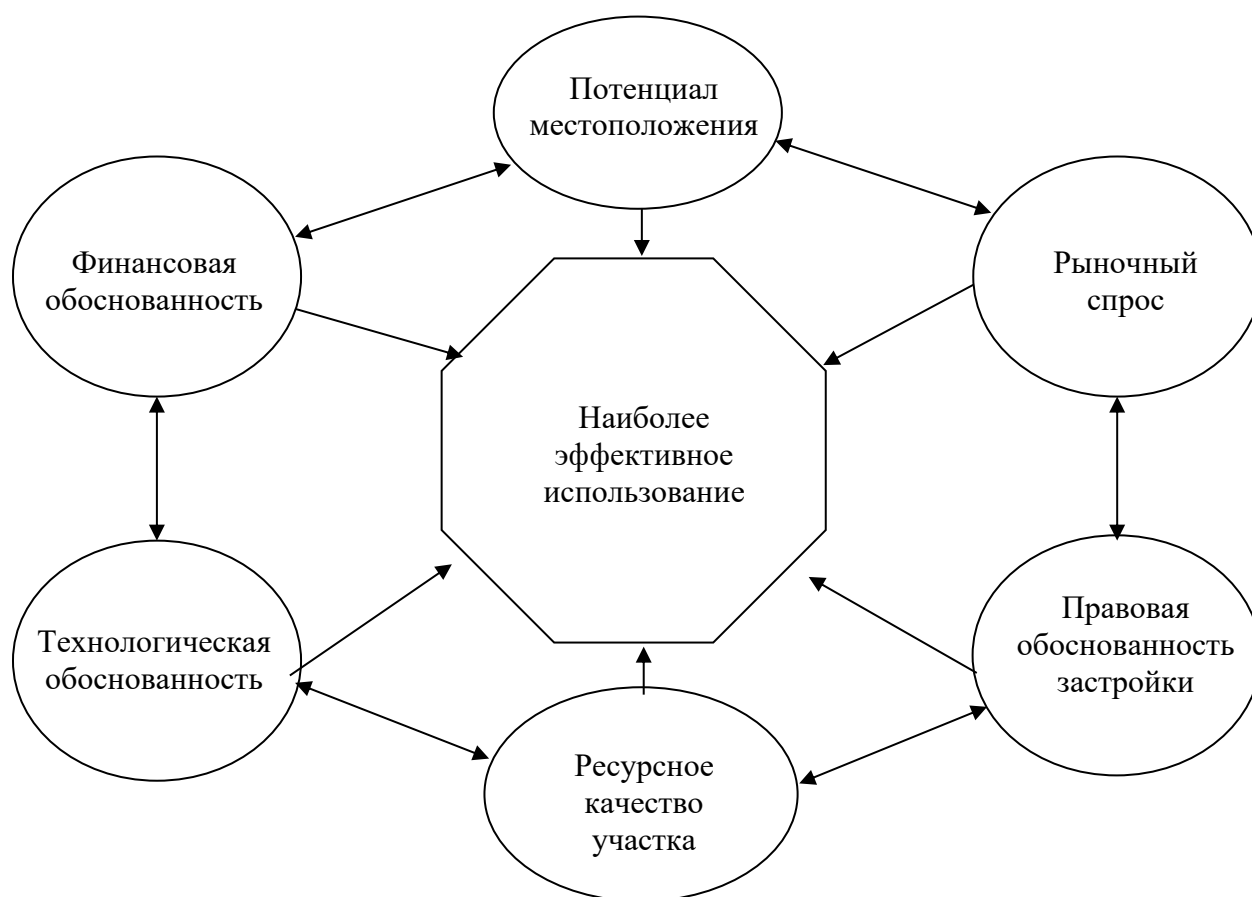 Потенциал
местоположения
Финансовая
обоснованность
Рыночный
спрос
Наиболее
эффективное
использование
Технологическая
обоснованность
Правовая
обоснованность
застройки
Ресурсное
качество
участка